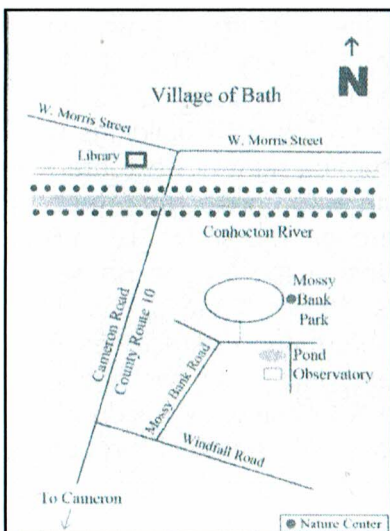 N
Village of Bath
W. Morris Street
W. Morris Street
Library
Conhocton River
Mossy
Bank
Park
Cameron Road
County Route 10
Mossy Bank Road
Pond
Observatory
Windfall Road
To Cameron
Nature Center